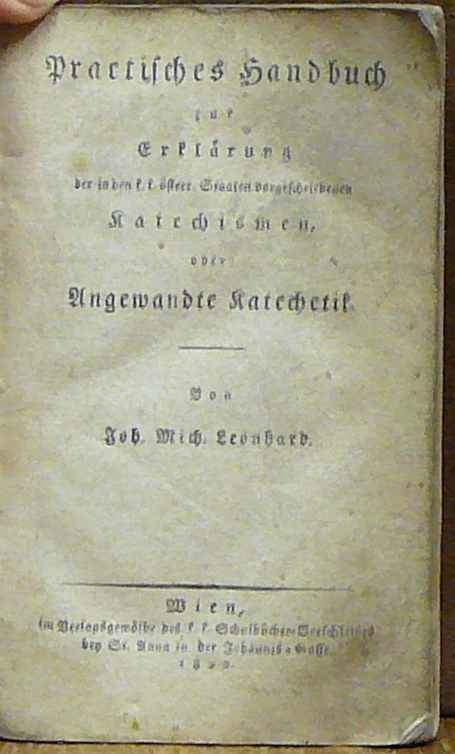 Practisches Handbuch
zur
Erklärung
der in den k. k. österr. Staaten vorgeschriebenen
Katechismen,
oder
Angewandte Katechetik.
Von
Joh. Mich. Leonhard.
Wien,
im Verlagsgewölbe des k. k. Schulbücher-Verschleißes
bey St. Anna in der Johannis-Gasse